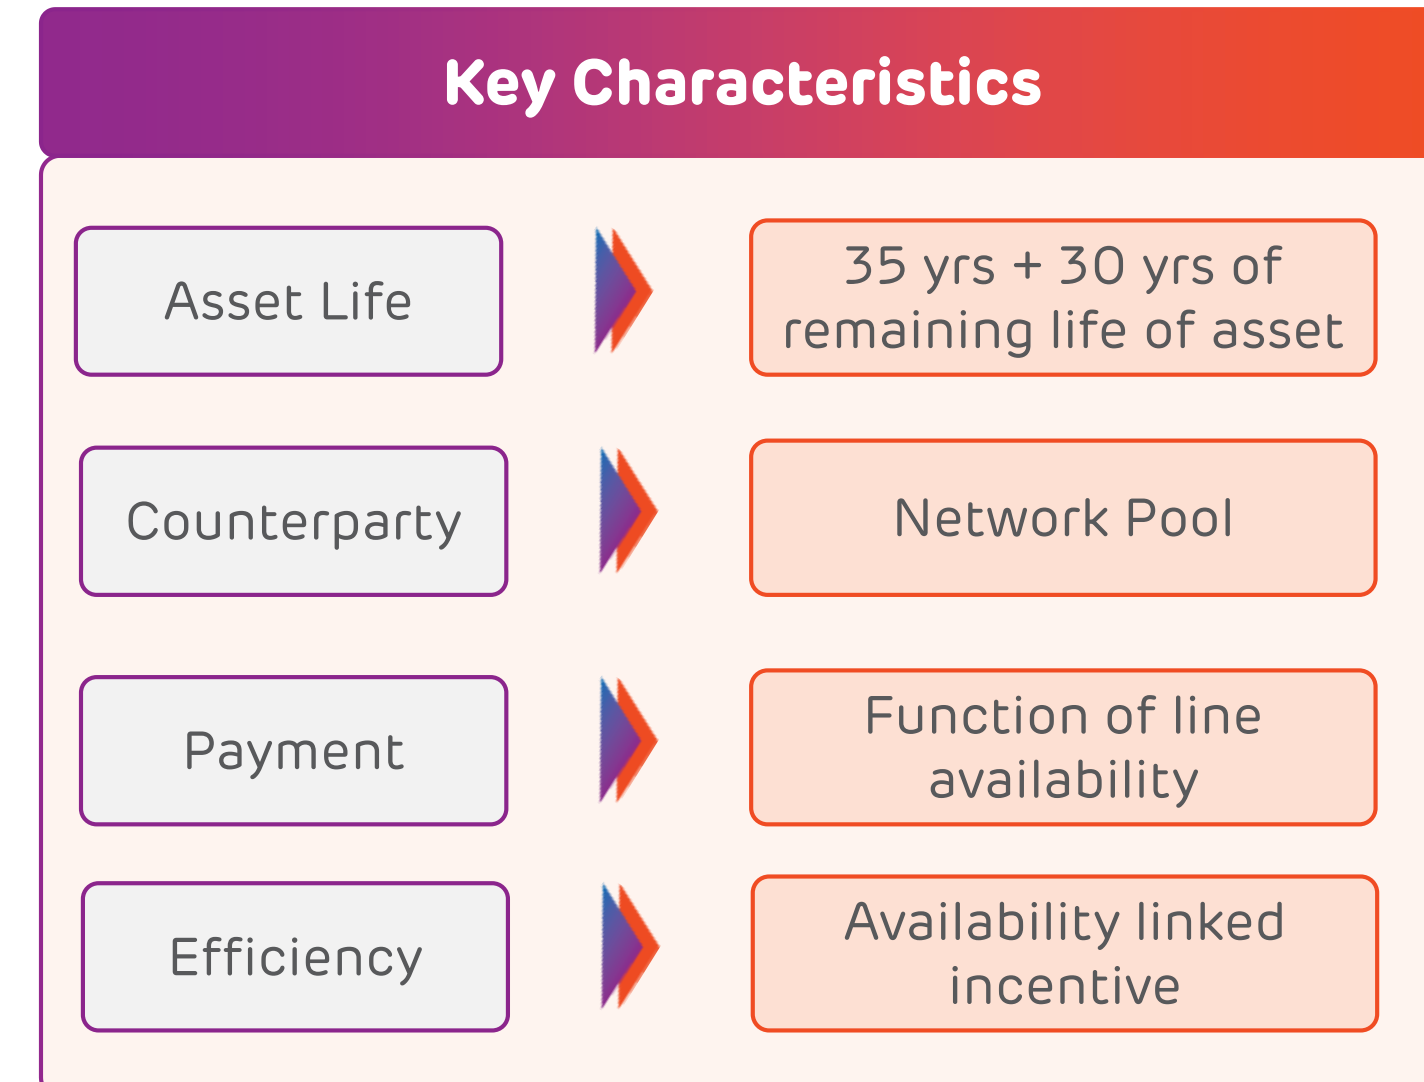 Key Characteristics
Asset Life
35 yrs + 30 yrs of
remaining life of asset
Counterparty
Network Pool
Payment
Function of line
availability
Efficiency
Availability linked
incentive